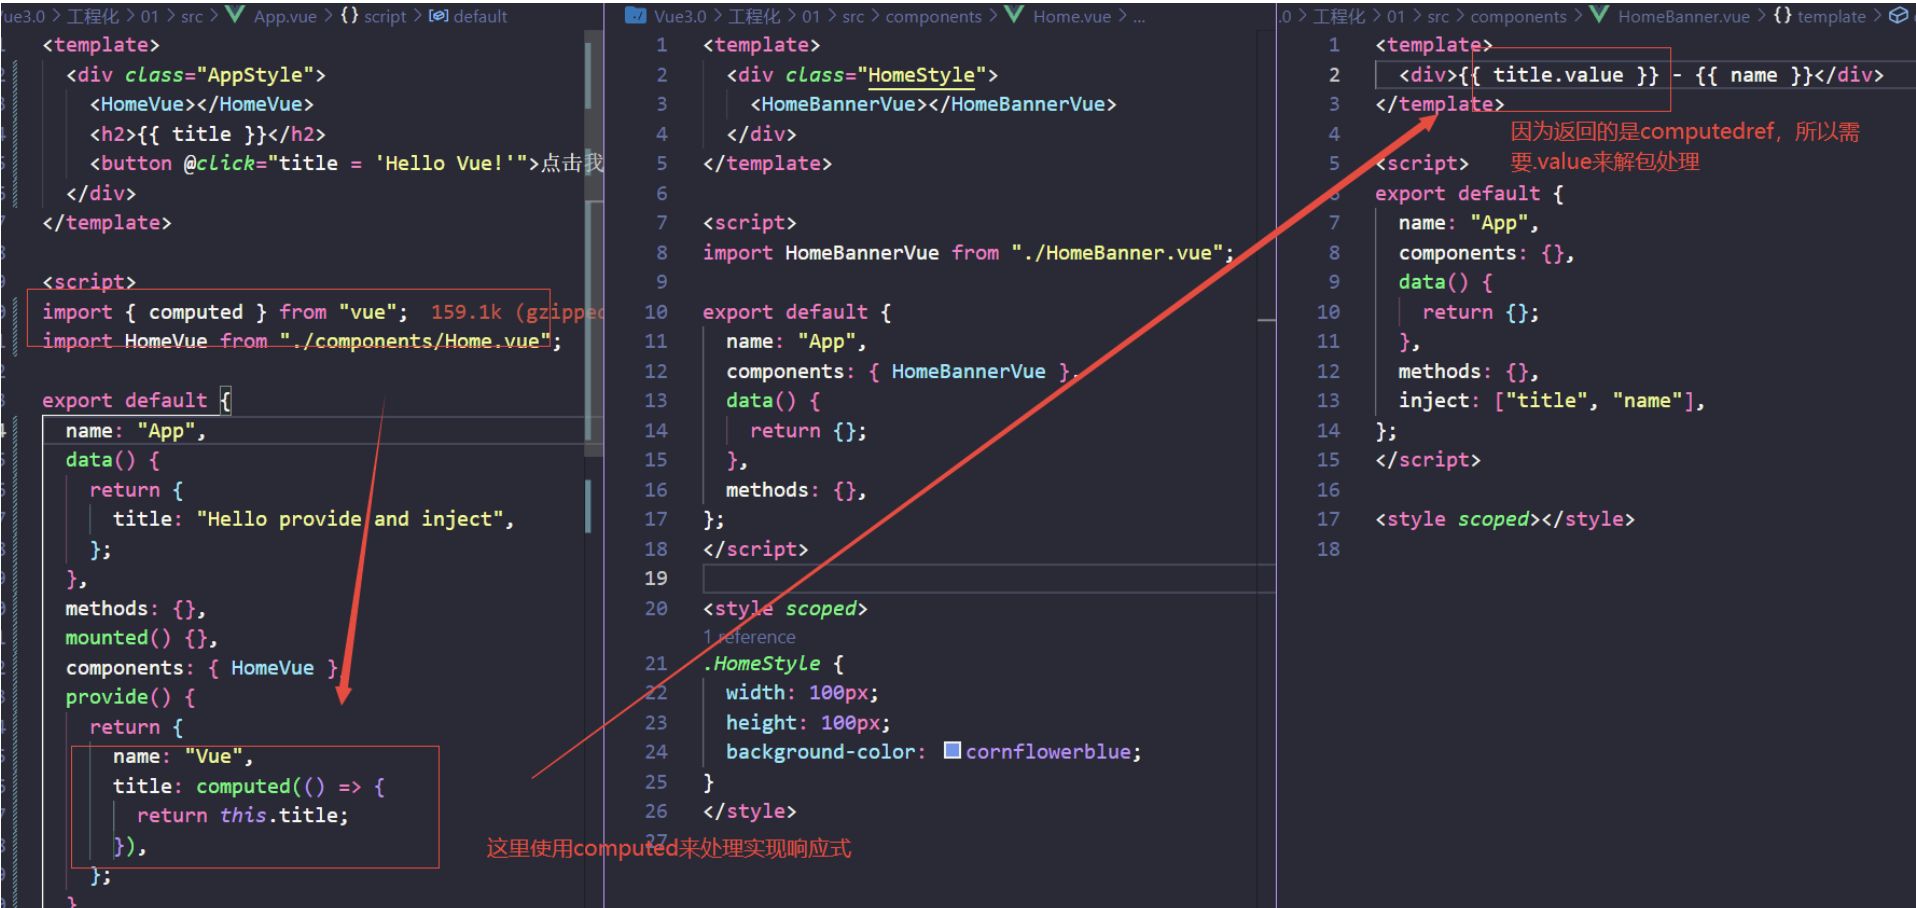 ue3.0 > 工程化 > 01 > src > App.vue > {} script > default
<template>
<div class="AppStyle">
<HomeVue></HomeVue>
<h2>{{ title }}</h2>
<button @click="title = 'Hello Vue!'">点击我
</div>
</template>
<script>
import { computed } from "vue"; 159.1k (gzipped
import HomeVue from "./components/Home.vue";
export default {
name: "App",
data() {
return {
title: "Hello provide and inject",
};
},
methods: {},
mounted() {},
components: { HomeVue }
provide() {
return {
name: "Vue",
title: computed(() => {
return this.title;
}),
};
}
这里使用computed来处理实现响应式
Vue3.0 > 工程化 > 01 > src > components > Home.vue > ...
1 <template>
2 <div class="HomeStyle">
3 <HomeBannerVue></HomeBannerVue>
4 </div>
5 </template>
6
7 <script>
8 import HomeBannerVue from "./HomeBanner.vue";
9
10 export default {
11 name: "App",
12 components: { HomeBannerVue },
13 data() {
14 return {};
15 },
16 methods: {},
17 };
18 </script>
19
20 <style scoped>
1 reference
21 .HomeStyle {
22 width: 100px;
23 height: 100px;
24 background-color: cornflowerblue;
25 }
26 </style>
27
.0 > 工程化 > 01 > src > components > HomeBanner.vue > {} template >
1 <template>
2 <div>{{ title.value }} - {{ name }}</div>
3 </template>
因为返回的是computedref，所以需
要.value来解包处理
4
5 <script>
6 export default {
7 name: "App",
8 components: {},
9 data() {
10 return {};
11 },
12 methods: {},
13 inject: ["title", "name"],
14 };
15 </script>
16
17 <style scoped></style>
18